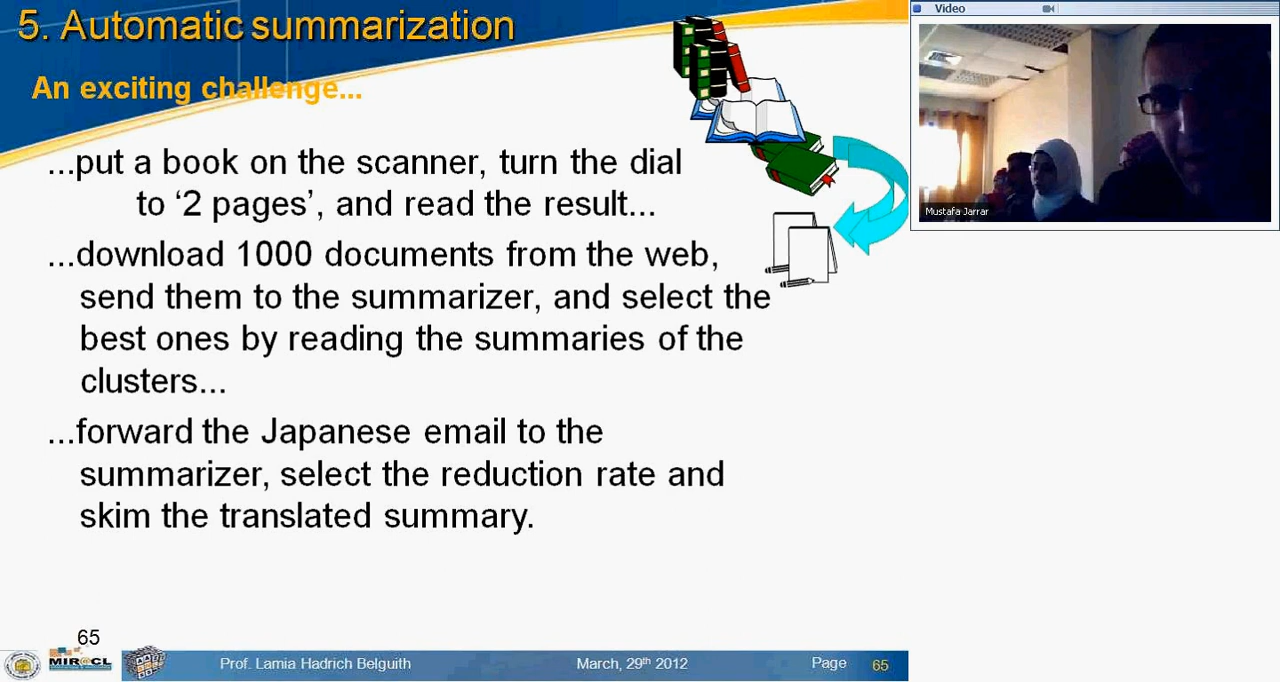 5. Automatic summarization
An exciting challenge...
...put a book on the scanner, turn the dial
to ‘2 pages’, and read the result...
...download 1000 documents from the web,
send them to the summarizer, and select the
best ones by reading the summaries of the
clusters...
...forward the Japanese email to the
summarizer, select the reduction rate and
skim the translated summary.
65
MIR@CL
Prof. Lamia Hadrich Belguith
March, 29th 2012
Page 65
Video
Mustafa Jarrar